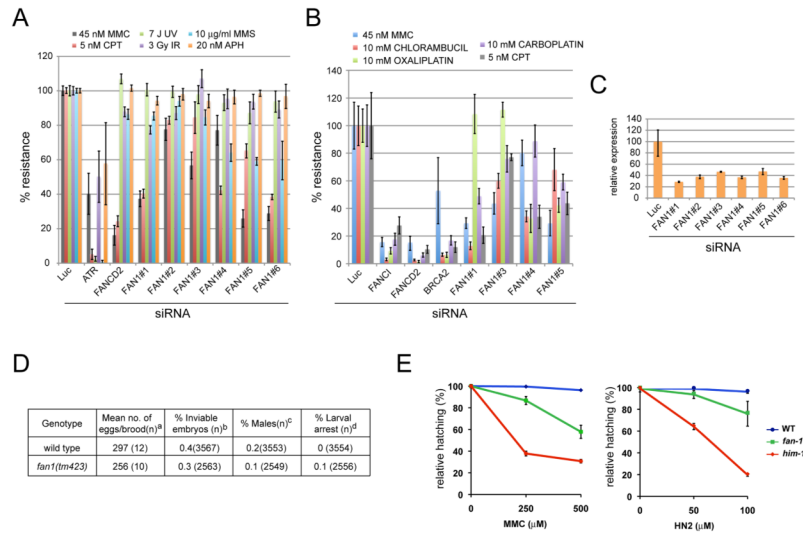 A
45 nM MMC
7 J UV
10 µg/ml MMS
5 nM CPT
3 Gy IR
20 nM APH
% resistance
120
100
80
60
40
20
0
Luc
ATR
FANCD2
FAN1#1
FAN1#2
FAN1#3
FAN1#4
FAN1#5
FAN1#6
siRNA
B
45 nM MMC
10 mM CHLORAMBUCIL
10 mM CARBOPLATIN
10 mM OXALIPLATIN
5 nM CPT
% resistance
140
120
100
80
60
40
20
0
Luc
FANCI
FANCD2
BRCA2
FAN1#1
FAN1#3
FAN1#4
FAN1#5
siRNA
C
relative expression
140
120
100
80
60
40
20
0
Luc
FAN1#1
FAN1#2
FAN1#3
FAN1#4
FAN1#5
FAN1#6
siRNA
D
Genotype
Mean no. of eggs/brood(n)a
% Inviable embryos (n)b
% Males(n)c
% Larval arrest (n)d
wild type 297 (12) 0.4(3567) 0.2(3553) 0 (3554)
fan1(tm423) 256 (10) 0.3 (2563) 0.1 (2549) 0.1 (2556)
E
relative hatching (%)
100
80
60
40
20
0
0 250 500
MMC (µM)
relative hatching (%)
100
80
60
40
20
0
0 50 100
HN2 (µM)
WT
fan-1
him-1